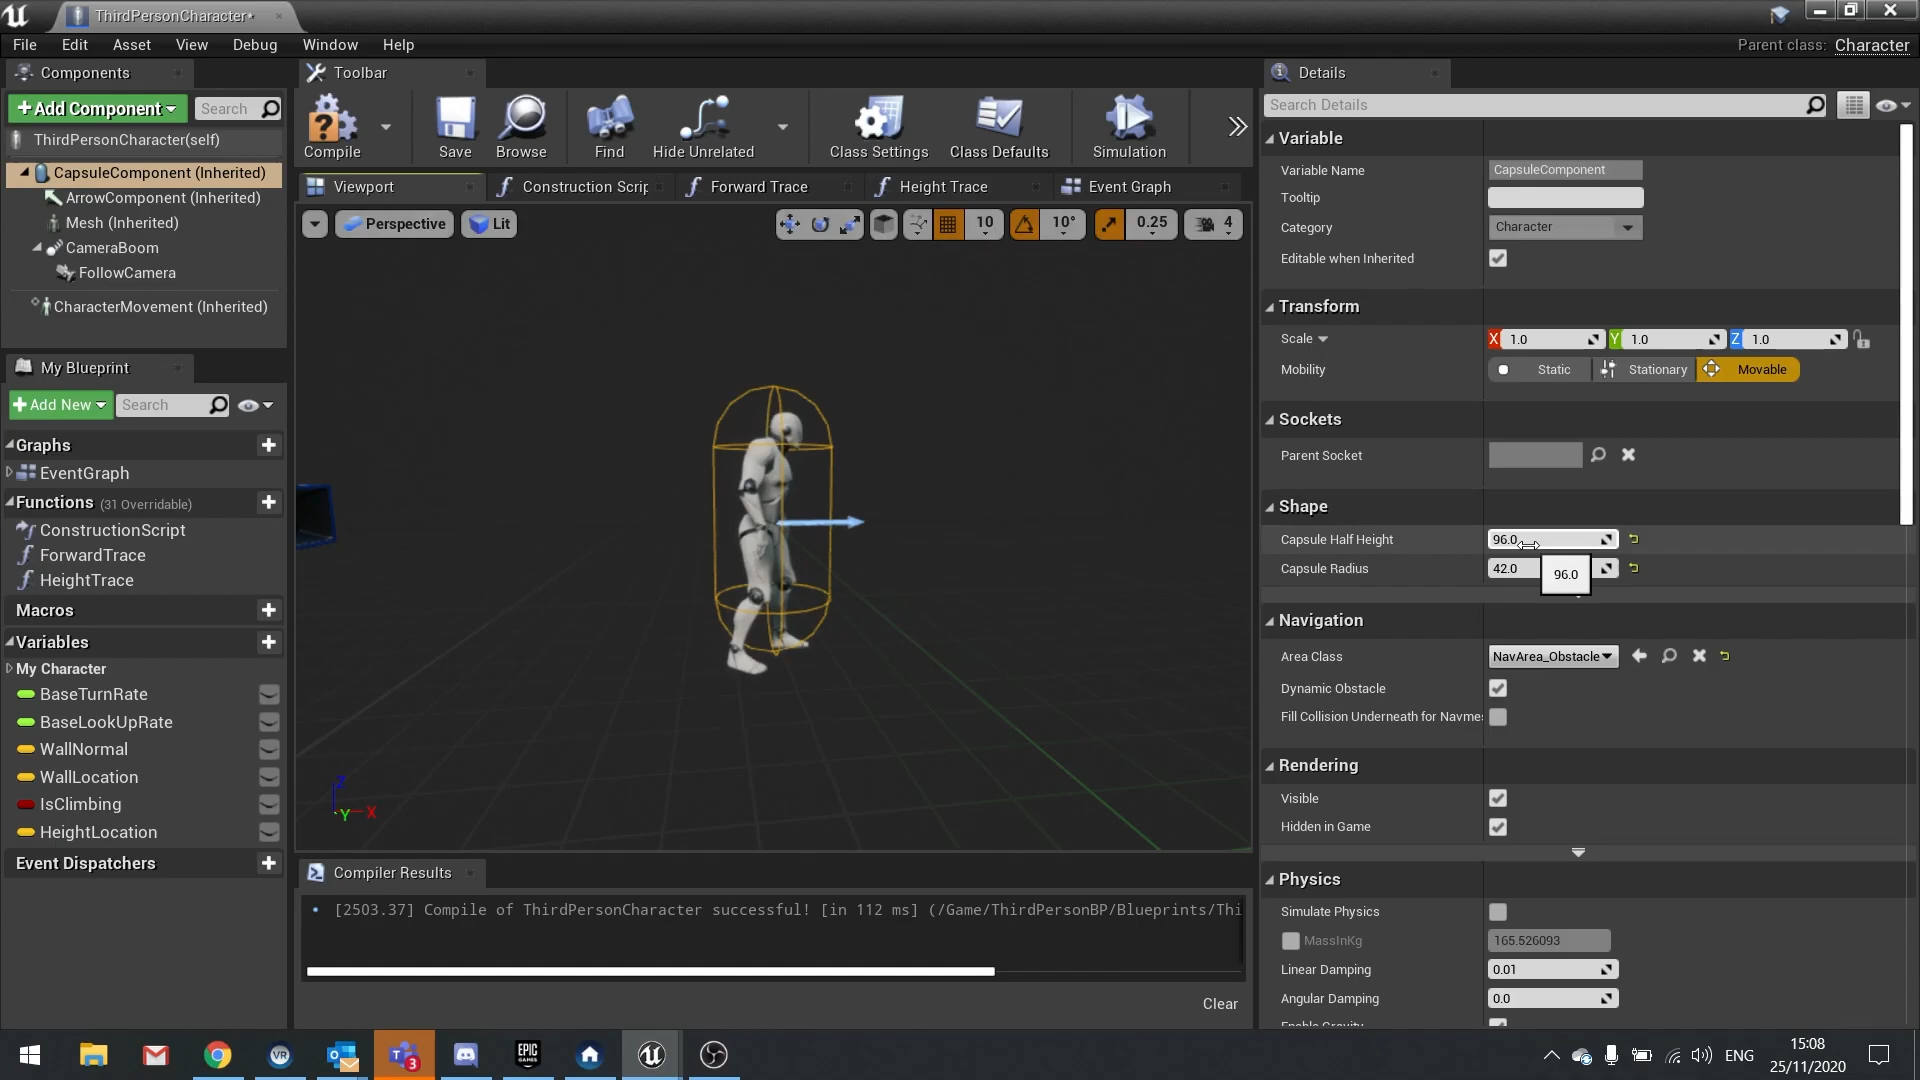 ThirdPersonCharacter*
File Edit Asset View Debug Window Help
Parent class: Character
Components
+Add Component
Search
ThirdPersonCharacter(self)
CapsuleComponent (Inherited)
ArrowComponent (Inherited)
Mesh (Inherited)
CameraBoom
FollowCamera
CharacterMovement (Inherited)
My Blueprint
+Add New
Search
Graphs
EventGraph
Functions (31 Overridable)
ConstructionScript
ForwardTrace
HeightTrace
Macros
Variables
My Character
BaseTurnRate
BaseLookUpRate
WallNormal
WallLocation
IsClimbing
HeightLocation
Event Dispatchers
Toolbar
Compile Save Browse Find Hide Unrelated Class Settings Class Defaults Simulation
Viewport Construction Scrip Forward Trace Height Trace Event Graph
Perspective Lit 10 10° 0.25 4
Z
Y X
Compiler Results
[2503.37] Compile of ThirdPersonCharacter successful! [in 112 ms] (/Game/ThirdPersonBP/Blueprints/Thi
Clear
Details
Search Details
Variable
Variable Name CapsuleComponent
Tooltip
Category Character
Editable when Inherited
Transform
Scale X 1.0 Y 1.0 Z 1.0
Mobility Static Stationary Movable
Sockets
Parent Socket
Shape
Capsule Half Height 96.0
Capsule Radius 42.0
96.0
Navigation
Area Class NavArea_Obstacle
Dynamic Obstacle
Fill Collision Underneath for Navmes
Rendering
Visible
Hidden in Game
Physics
Simulate Physics
MassInKg 165.526093
Linear Damping 0.01
Angular Damping 0.0
Enable Gravity
VR
3
EPIC GAMES
ENG
15:08
25/11/2020